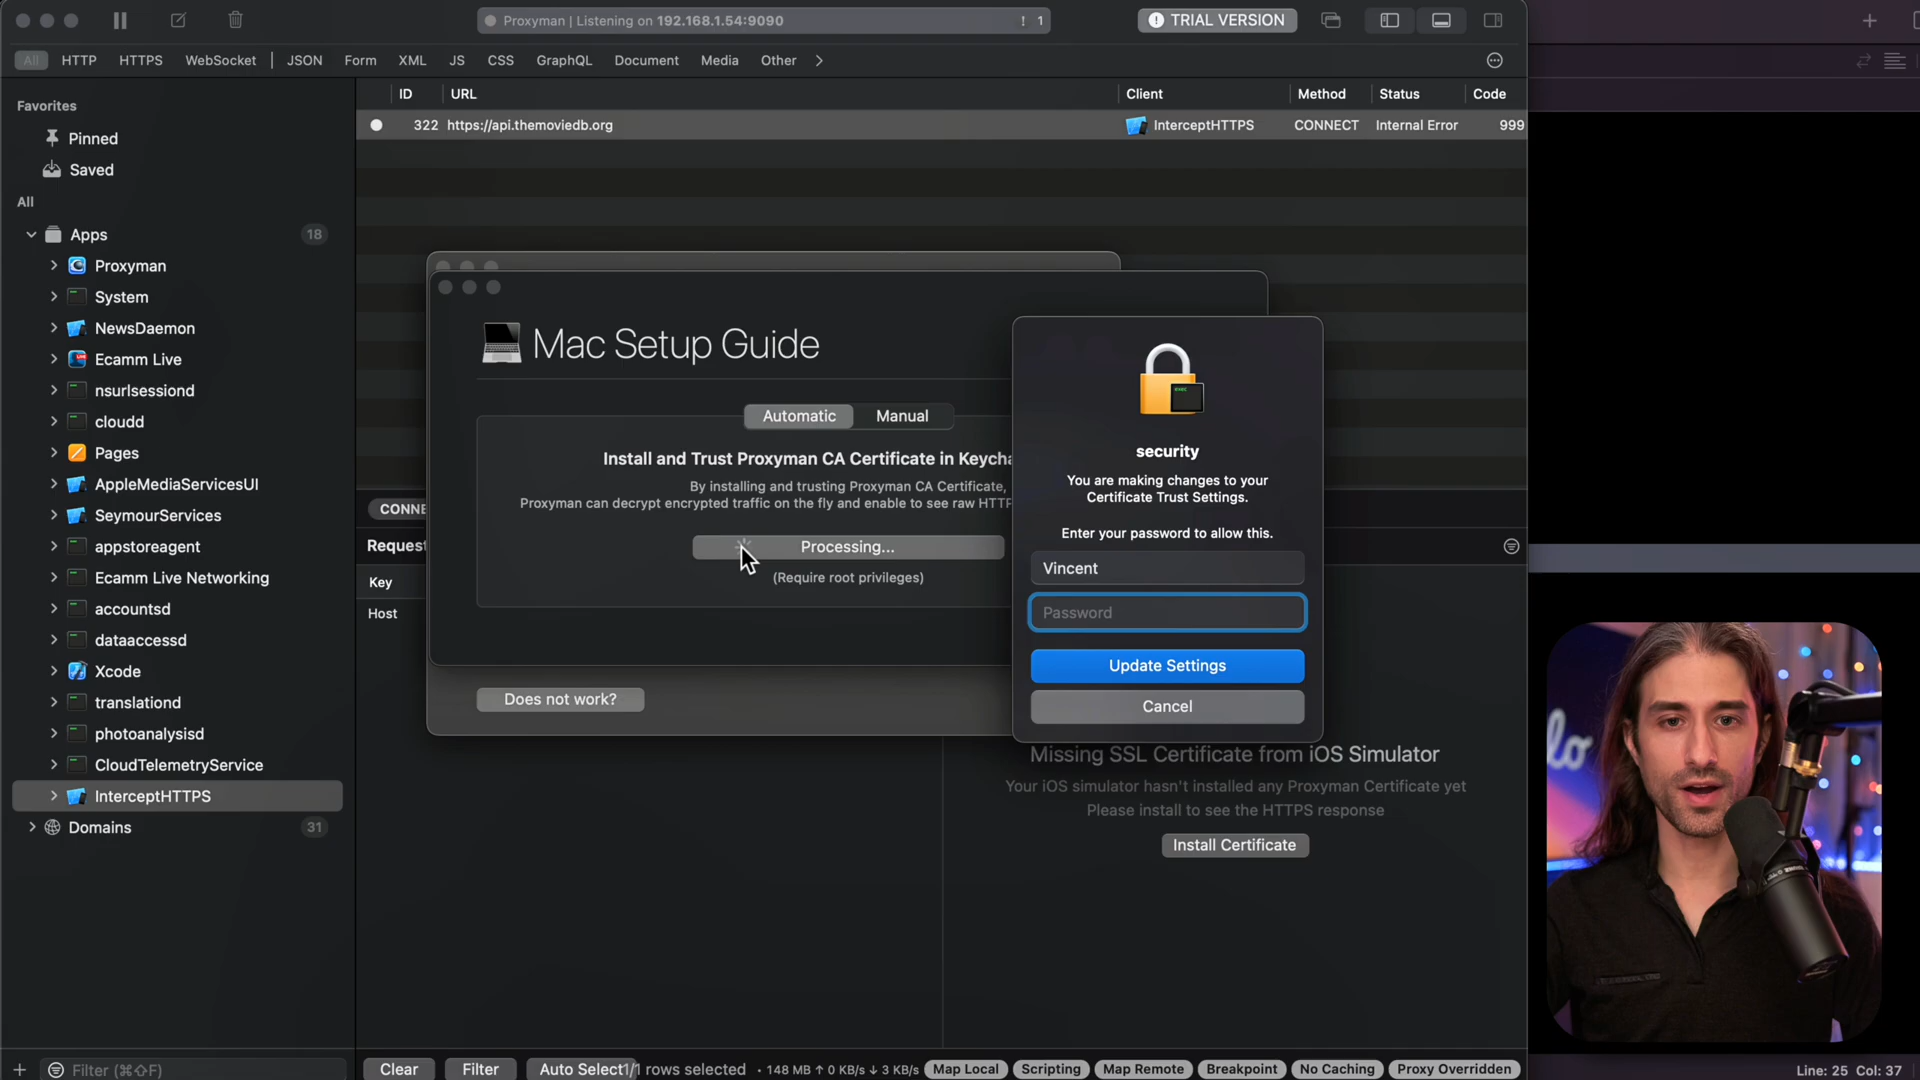 Proxyman | Listening on 192.168.1.54:9090
! 1
! TRIAL VERSION
All HTTP HTTPS WebSocket JSON Form XML JS CSS GraphQL Document Media Other
Favorites
Pinned
Saved
All
Apps 18
Proxyman
System
NewsDaemon
Ecamm Live
nsurlsessiond
cloudd
Pages
AppleMediaServicesUI
SeymourServices
appstoreagent
Ecamm Live Networking
accountsd
dataaccessd
Xcode
translationd
photoanalysisd
CloudTelemetryService
InterceptHTTPS
Domains 31
Filter (⌘⇧F)
ID URL Client Method Status Code
322 https://api.themoviedb.org InterceptHTTPS CONNECT Internal Error 999
CONNE
Request
Key
Host
Mac Setup Guide
Automatic Manual
Install and Trust Proxyman CA Certificate in Keycha
By installing and trusting Proxyman CA Certificate,
Proxyman can decrypt encrypted traffic on the fly and enable to see raw HTTP
Processing...
(Require root privileges)
Does not work?
exec
security
You are making changes to your
Certificate Trust Settings.
Enter your password to allow this.
Vincent
Password
Update Settings
Cancel
Missing SSL Certificate from iOS Simulator
Your iOS simulator hasn't installed any Proxyman Certificate yet
Please install to see the HTTPS response
Install Certificate
Clear Filter Auto Select 1/1 rows selected • 148 MB ↑ 0 KB/s ↓ 3 KB/s Map Local Scripting Map Remote Breakpoint No Caching Proxy Overridden
Line: 25 Col: 37